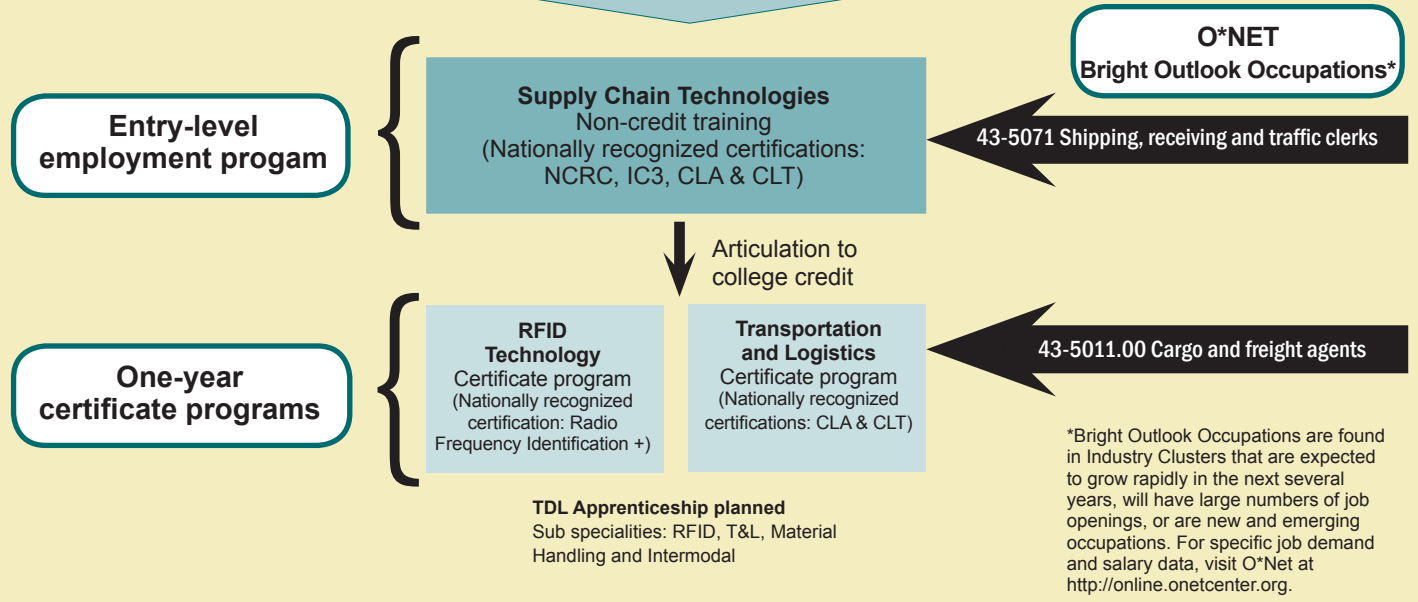 O*NET
Bright Outlook Occupations*
Entry-level
employment progam
Supply Chain Technologies
Non-credit training
(Nationally recognized certifications:
NCRC, IC3, CLA & CLT)
43-5071 Shipping, receiving and traffic clerks
Articulation to
college credit
One-year
certificate programs
RFID
Technology
Certificate program
(Nationally recognized
certification: Radio
Frequency Identification +)
Transportation
and Logistics
Certificate program
(Nationally recognized
certifications: CLA & CLT)
43-5011.00 Cargo and freight agents
TDL Apprenticeship planned
Sub specialities: RFID, T&L, Material
Handling and Intermodal
*Bright Outlook Occupations are found
in Industry Clusters that are expected
to grow rapidly in the next several
years, will have large numbers of job
openings, or are new and emerging
occupations. For specific job demand
and salary data, visit O*Net at
http://online.onetcenter.org.